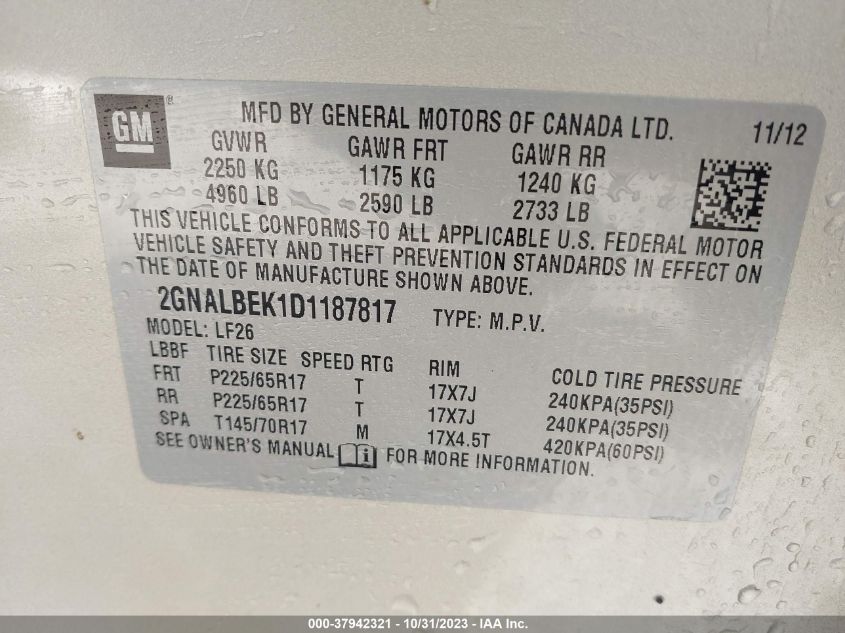 GM ®
MFD BY GENERAL MOTORS OF CANADA LTD. 11/12
GVWR GAWR FRT GAWR RR
2250 KG 1175 KG 1240 KG
4960 LB 2590 LB 2733 LB
THIS VEHICLE CONFORMS TO ALL APPLICABLE U.S. FEDERAL MOTOR
VEHICLE SAFETY AND THEFT PREVENTION STANDARDS IN EFFECT ON
THE DATE OF MANUFACTURE SHOWN ABOVE.
2GNALBEK1D1187817 TYPE: M.P.V.
MODEL: LF26
LBBF TIRE SIZE SPEED RTG RIM COLD TIRE PRESSURE
FRT P225/65R17 T 17X7J 240KPA(35PSI)
RR P225/65R17 T 17X7J 240KPA(35PSI)
SPA T145/70R17 M 17X4.5T 420KPA(60PSI)
SEE OWNER'S MANUAL FOR MORE INFORMATION.
000-37942321 - 10/31/2023 - IAA Inc.